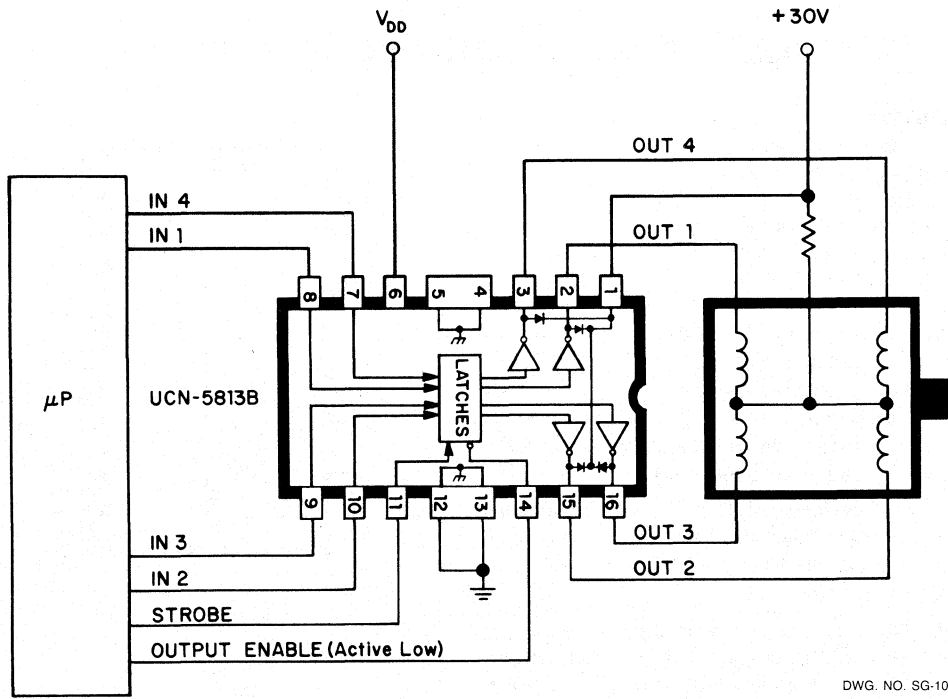 V_DD
+30V
OUT 4
IN 4
IN 1
OUT 1
8
7
6
5
4
3
2
1
μP
UCN-5813B
LATCHES
9
10
11
12
13
14
15
16
IN 3
OUT 3
IN 2
OUT 2
STROBE
OUTPUT ENABLE (Active Low)
DWG. NO. SG-10